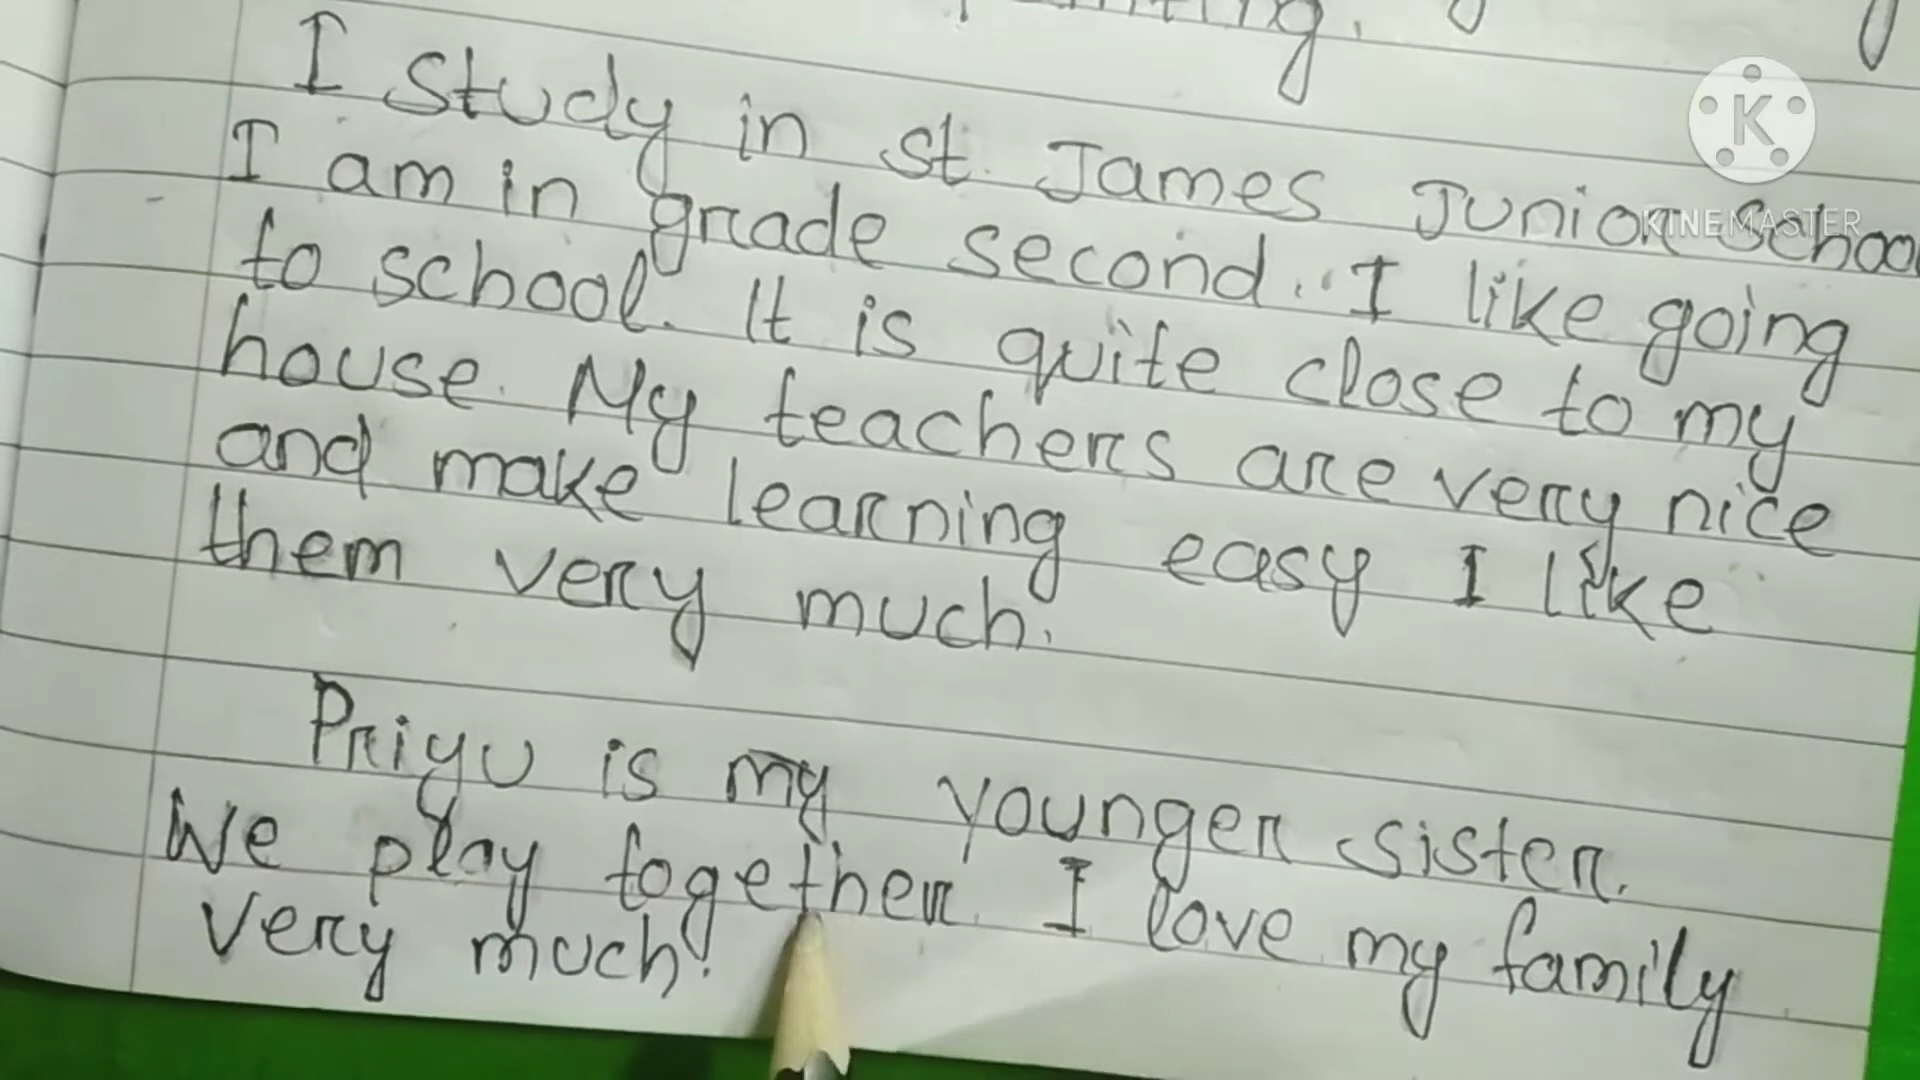 I study in St. James Junior School
I am in grade second. I like going
to school. It is quite close to my
house. My teachers are very nice
and make learning easy I like
them very much.
Priyu is my younger sister.
We play together. I love my family
very much!
K
KINEMASTER